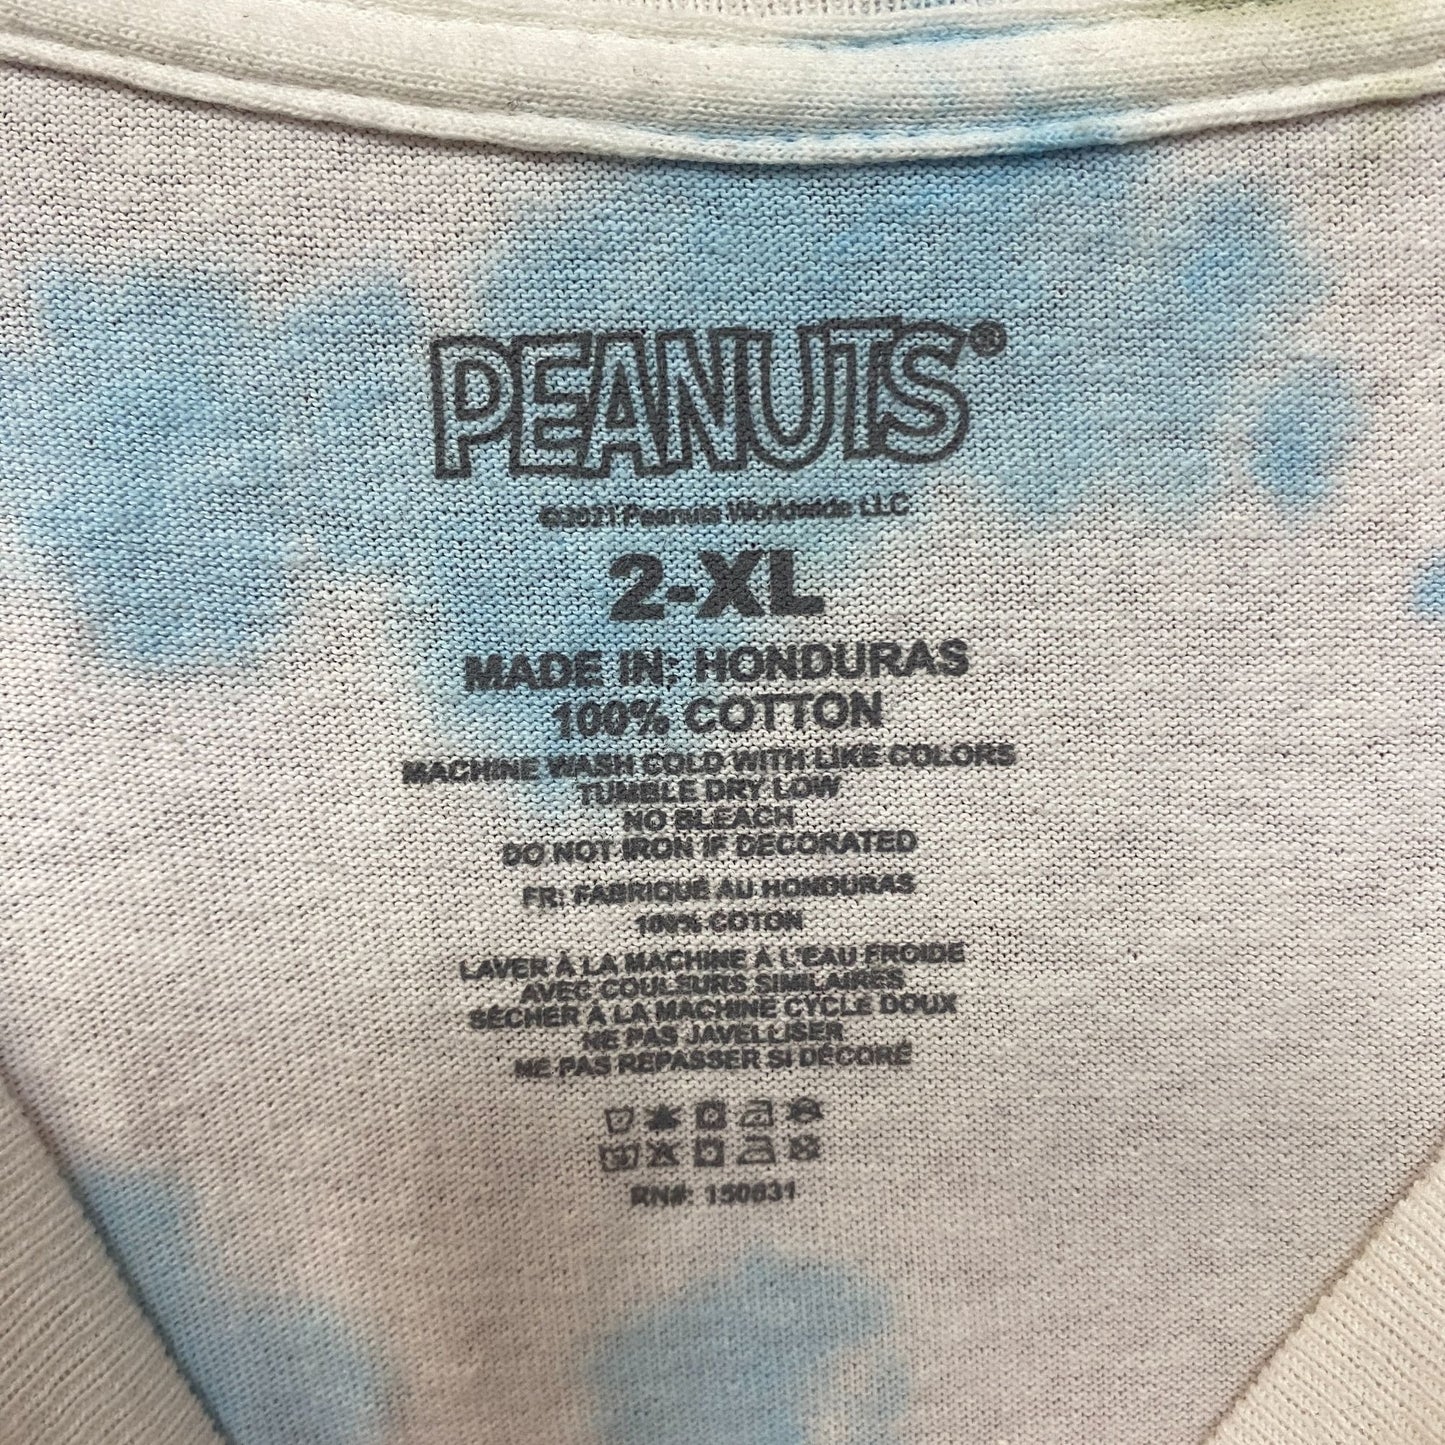 PEANUTS®
©2021 Peanuts Worldwide LLC
2-XL
MADE IN: HONDURAS
100% COTTON
MACHINE WASH COLD WITH LIKE COLORS
TUMBLE DRY LOW
NO BLEACH
DO NOT IRON IF DECORATED
FR: FABRIQUÉ AU HONDURAS
100% COTON
LAVER À LA MACHINE À L'EAU FROIDE
AVEC COULEURS SIMILAIRES
SÉCHER À LA MACHINE CYCLE DOUX
NE PAS JAVELLISER
NE PAS REPASSER SI DÉCORÉ
RN#: 150631